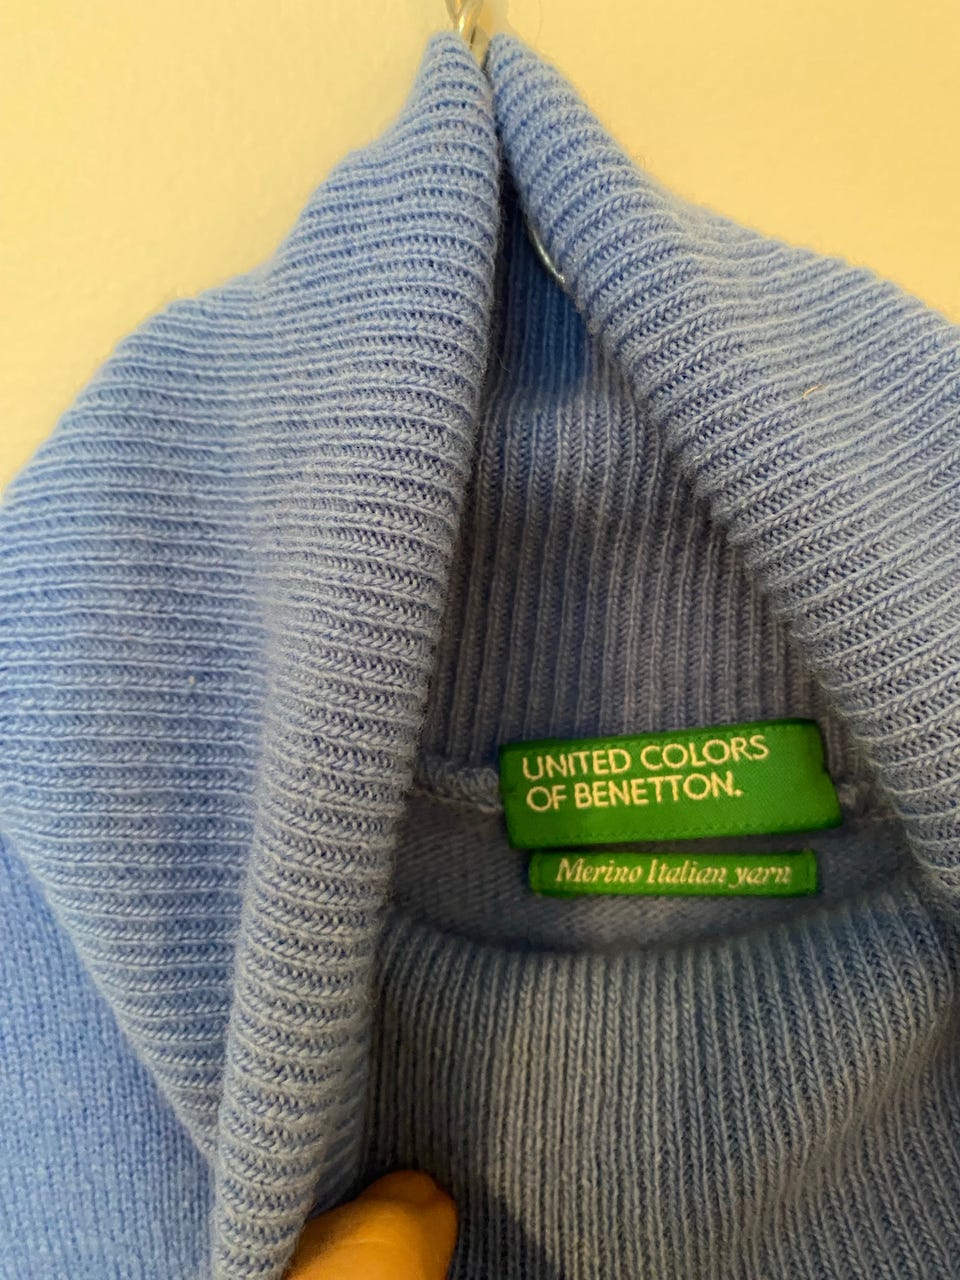 UNITED COLORS
OF BENETTON.
Merino Italian yarn